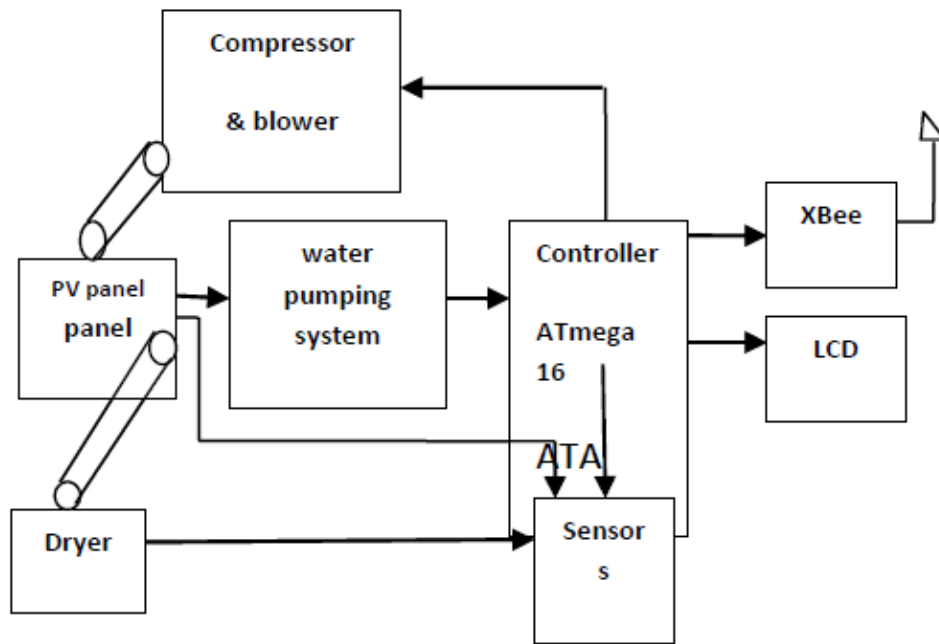 Compressor
& blower
XBee
water
pumping
system
Controller
ATmega
16
PV panel
panel
LCD
ATA
Dryer
Sensor
s